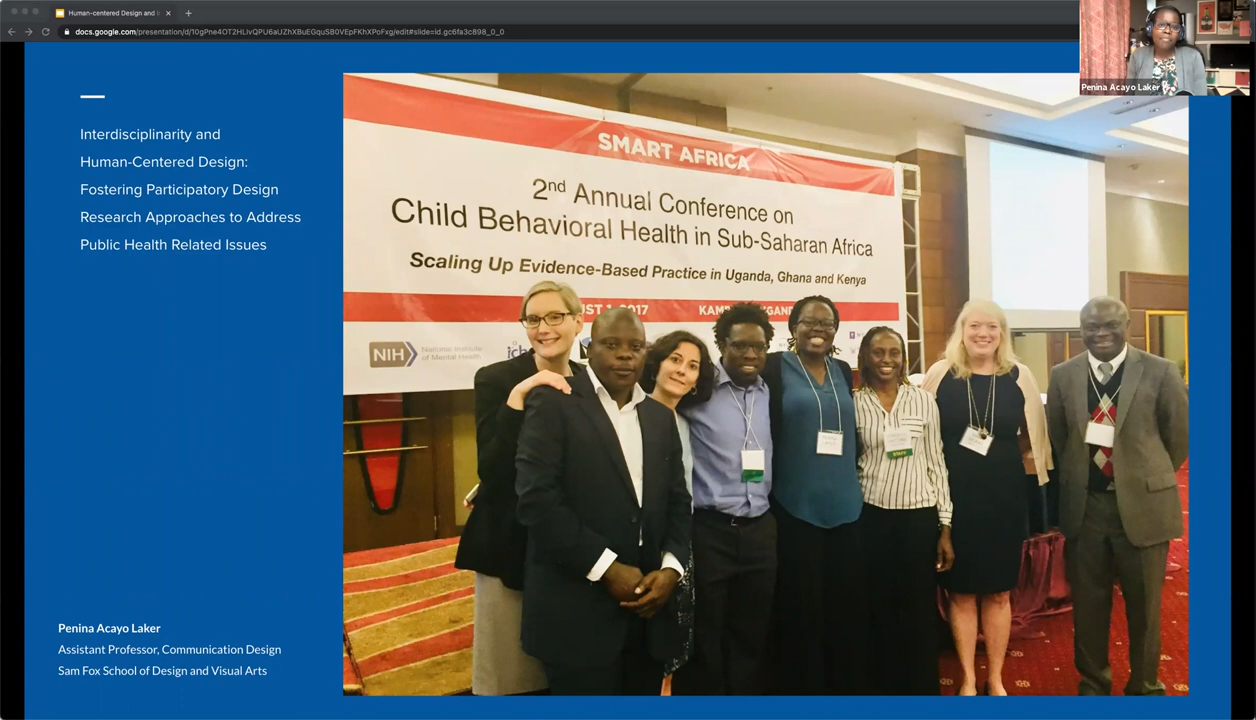 Human-centered Design and
docs.google.com/presentation/d/10gPne4OT2HLivQPU6aUZhXBuEGquSB0VEpFKhXPoFxg/edit#slide=id.gc6fa3c898_0_0
Penina Acayo Laker
Interdisciplinarity and
Human-Centered Design:
Fostering Participatory Design
Research Approaches to Address
Public Health Related Issues
SMART AFRICA
2nd Annual Conference on
Child Behavioral Health in Sub-Saharan Africa
Scaling Up Evidence-Based Practice in Uganda, Ghana and Kenya
2017
NIH National Institute
of Mental Health
STAFF
Penina Acayo Laker
Assistant Professor, Communication Design
Sam Fox School of Design and Visual Arts